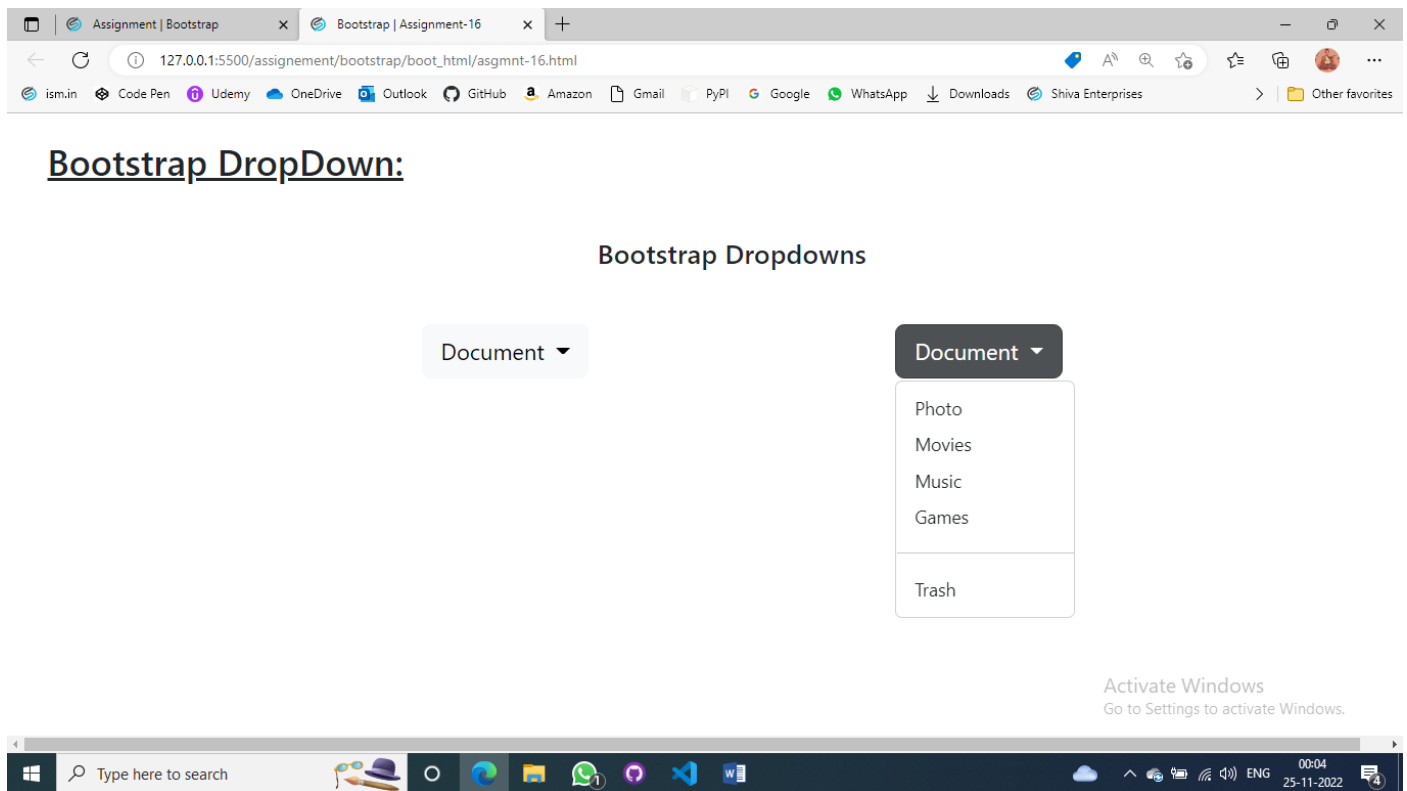 Assignment | Bootstrap Bootstrap | Assignment-16
127.0.0.1:5500/assignement/bootstrap/boot_html/asgmnt-16.html
ism.in Code Pen Udemy OneDrive Outlook GitHub Amazon Gmail PyPI Google WhatsApp Downloads Shiva Enterprises Other favorites
Bootstrap DropDown:
Bootstrap Dropdowns
Document Document
Photo
Movies
Music
Games
Trash
Activate Windows
Go to Settings to activate Windows.
Type here to search ENG 00:04
25-11-2022